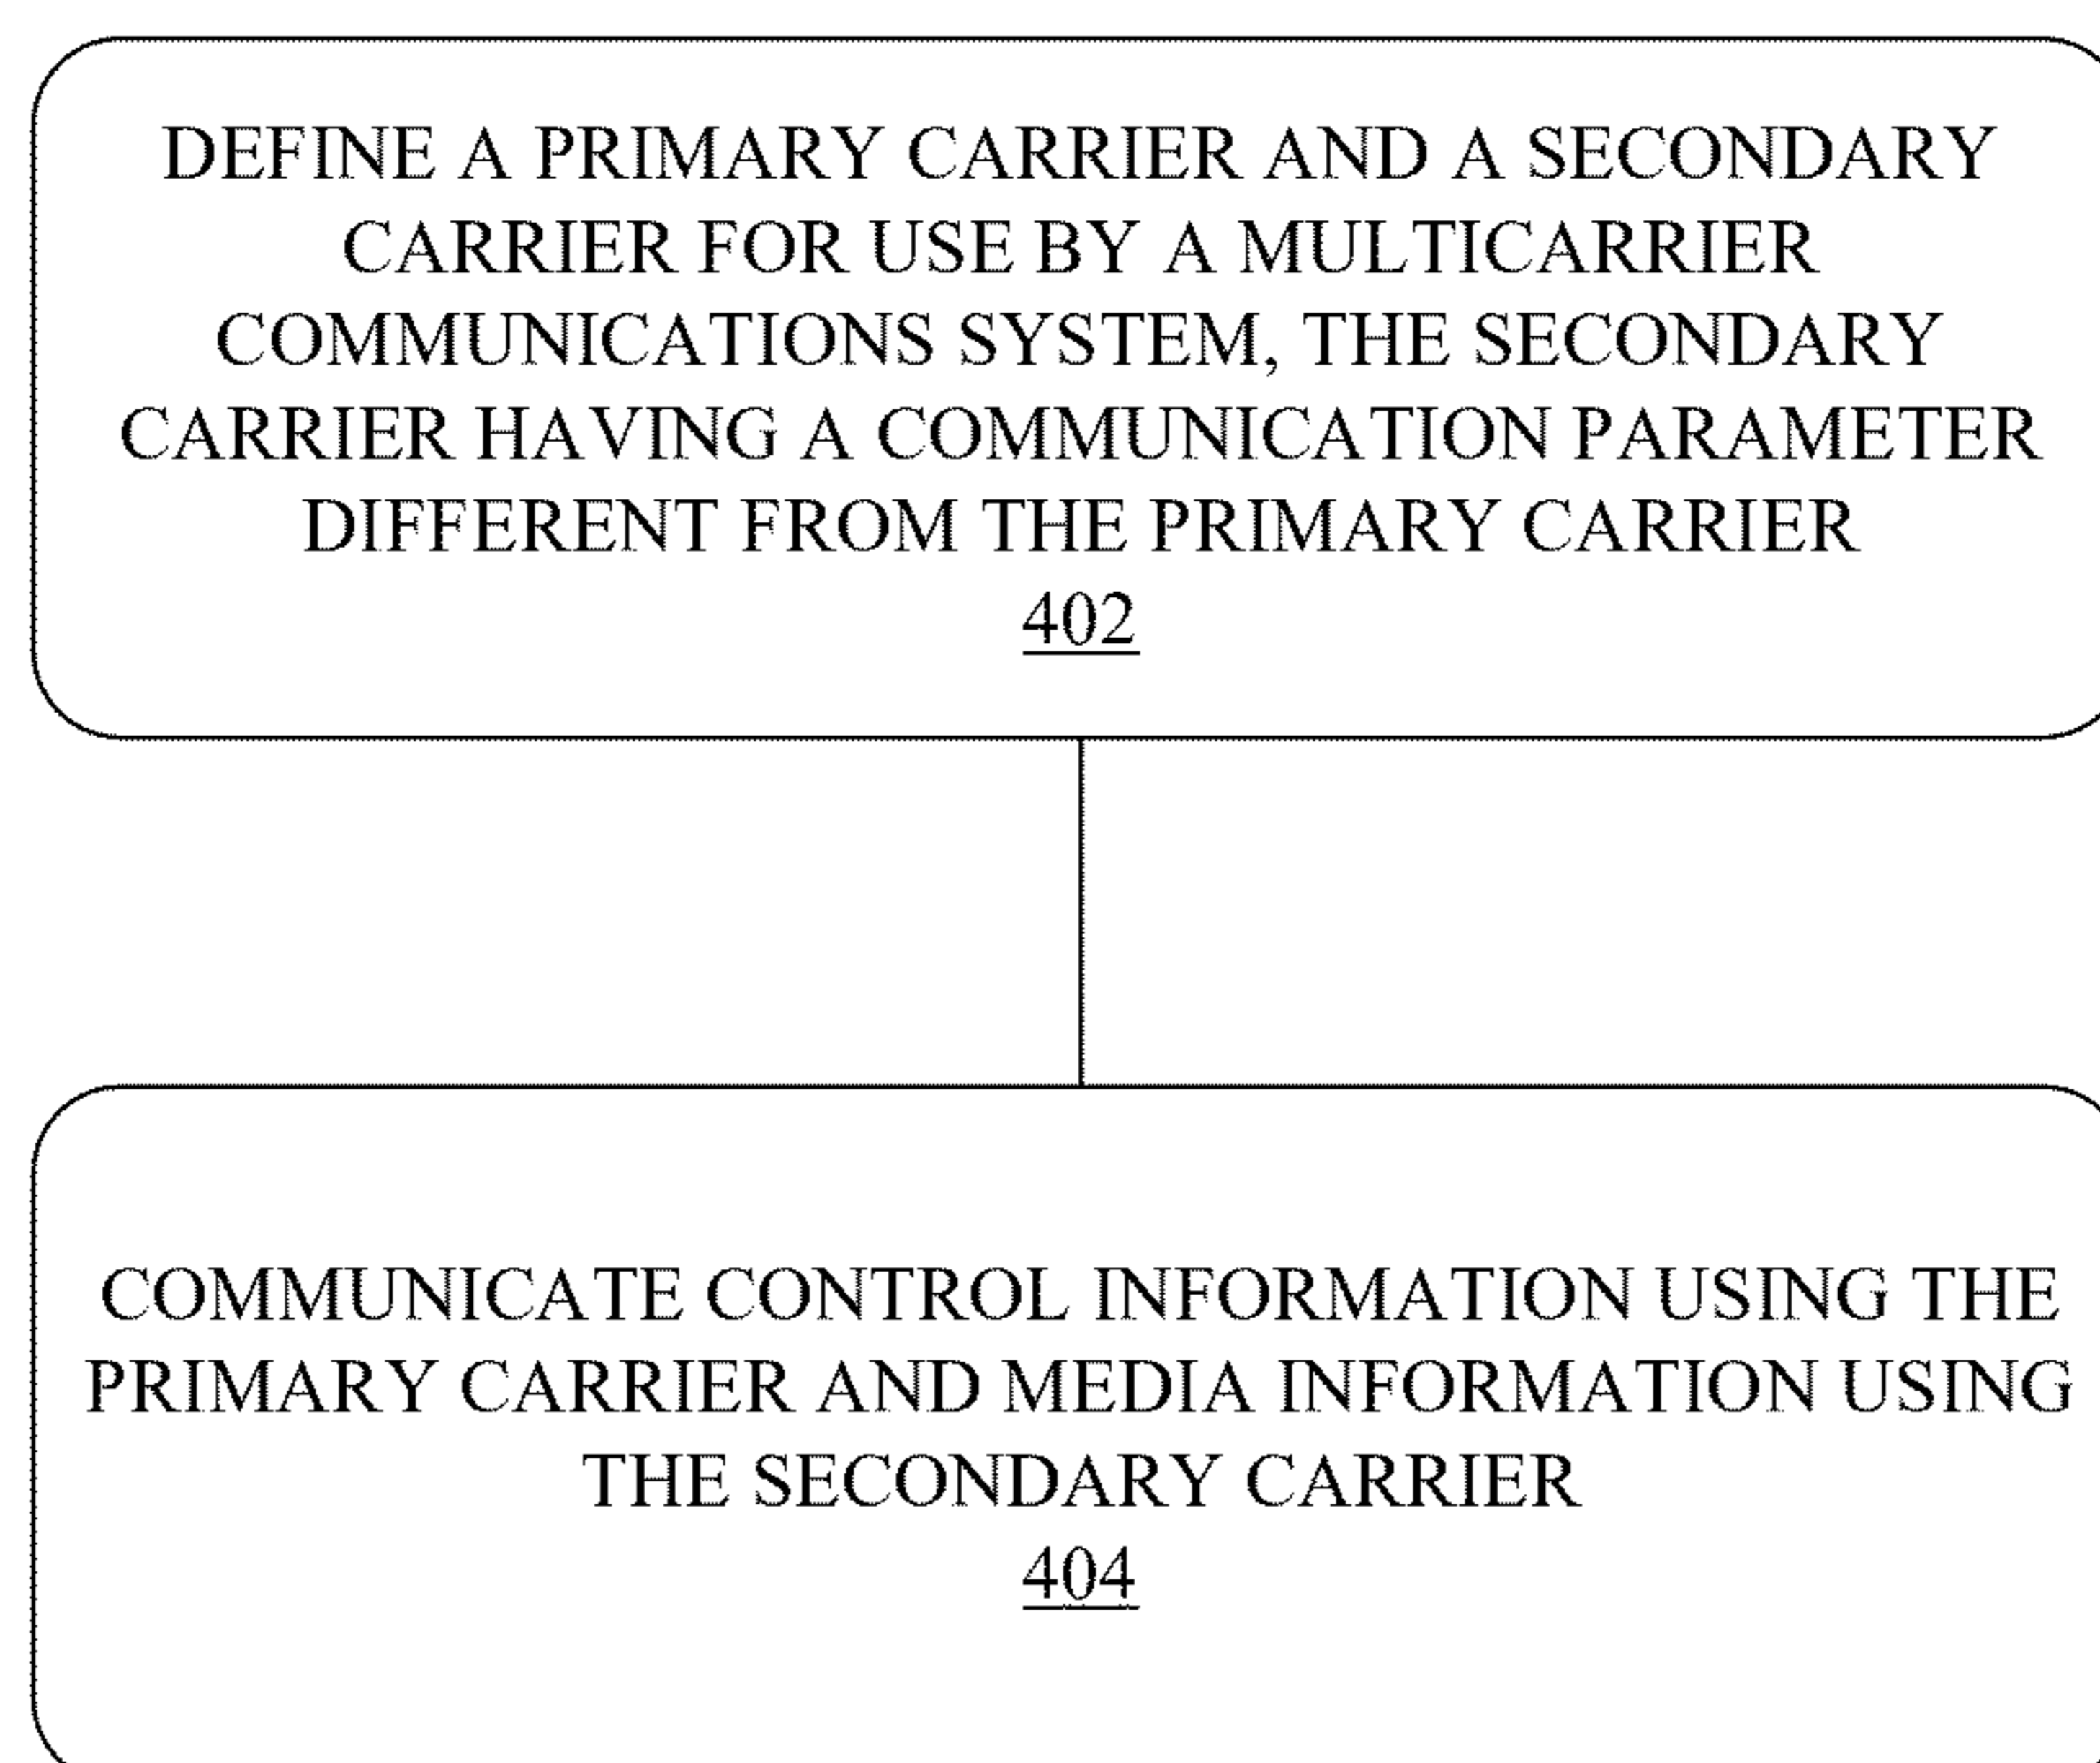 DEFINE A PRIMARY CARRIER AND A SECONDARY
CARRIER FOR USE BY A MULTICARRIER
COMMUNICATIONS SYSTEM, THE SECONDARY
CARRIER HAVING A COMMUNICATION PARAMETER
DIFFERENT FROM THE PRIMARY CARRIER
402
COMMUNICATE CONTROL INFORMATION USING THE
PRIMARY CARRIER AND MEDIA INFORMATION USING
THE SECONDARY CARRIER
404